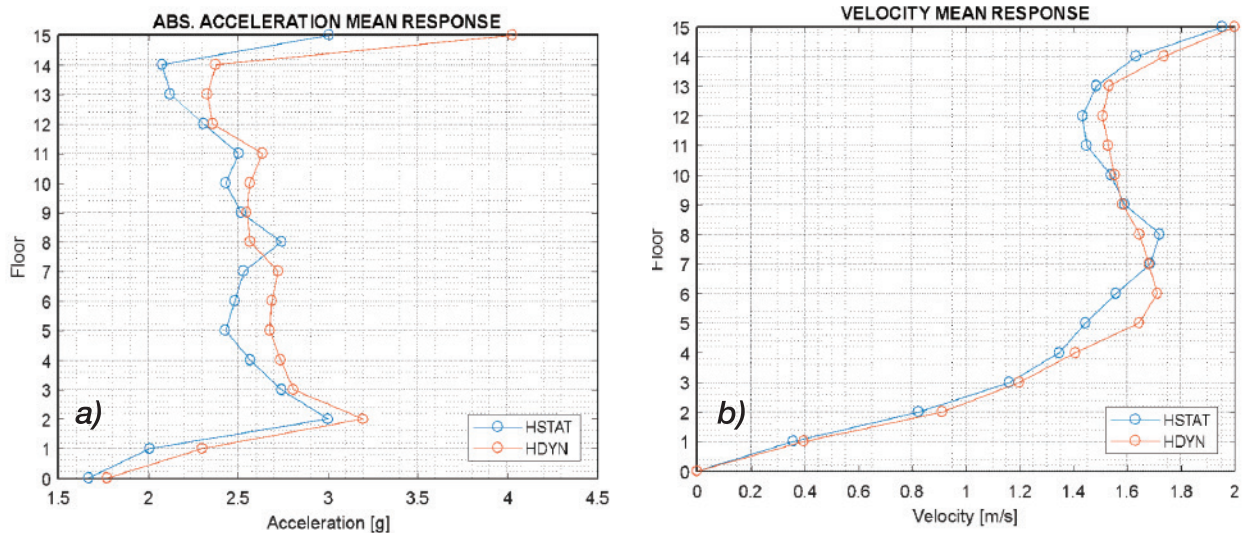 ABS. ACCELERATION MEAN RESPONSE
15
14
13
12
11
10
9
8
7
6
5
4
3
2
1
0
Floor
a)
HSTAT
HDYN
1.5 2 2.5 3 3.5 4 4.5
Acceleration [g]
VELOCITY MEAN RESPONSE
15
14
13
12
11
10
9
8
7
6
5
4
3
2
1
0
Floor
b)
HSTAT
HDYN
0 0.2 0.4 0.6 0.8 1 1.2 1.4 1.6 1.8 2
Velocity [m/s]